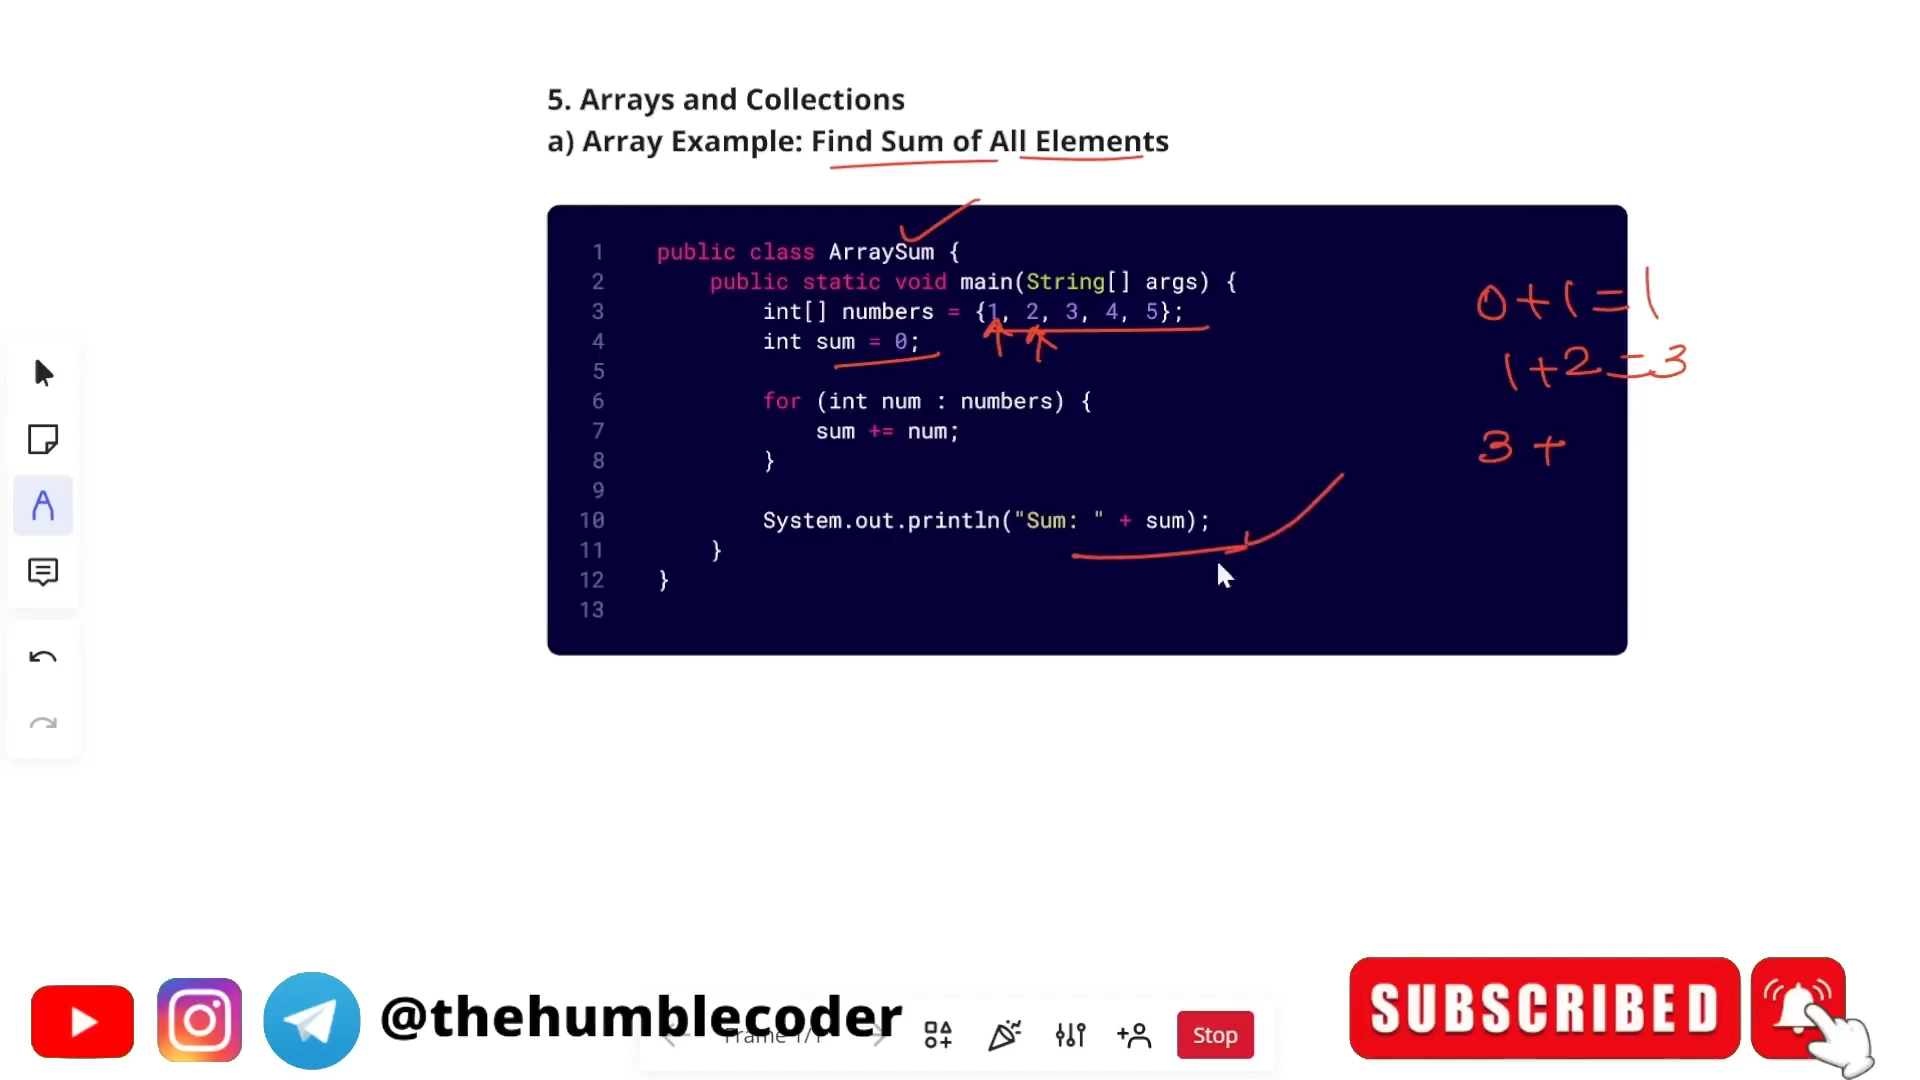 5. Arrays and Collections
a) Array Example: Find Sum of All Elements
1 public class ArraySum {
2 public static void main(String[] args) {
3 int[] numbers = {1, 2, 3, 4, 5};
4 int sum = 0;
5
6 for (int num : numbers) {
7 sum += num;
8 }
9
10 System.out.println("Sum: " + sum);
11 }
12 }
13
0+1=1
1+2=3
3+
@thehumblecoder
Frame 1/1
Stop
SUBSCRIBED